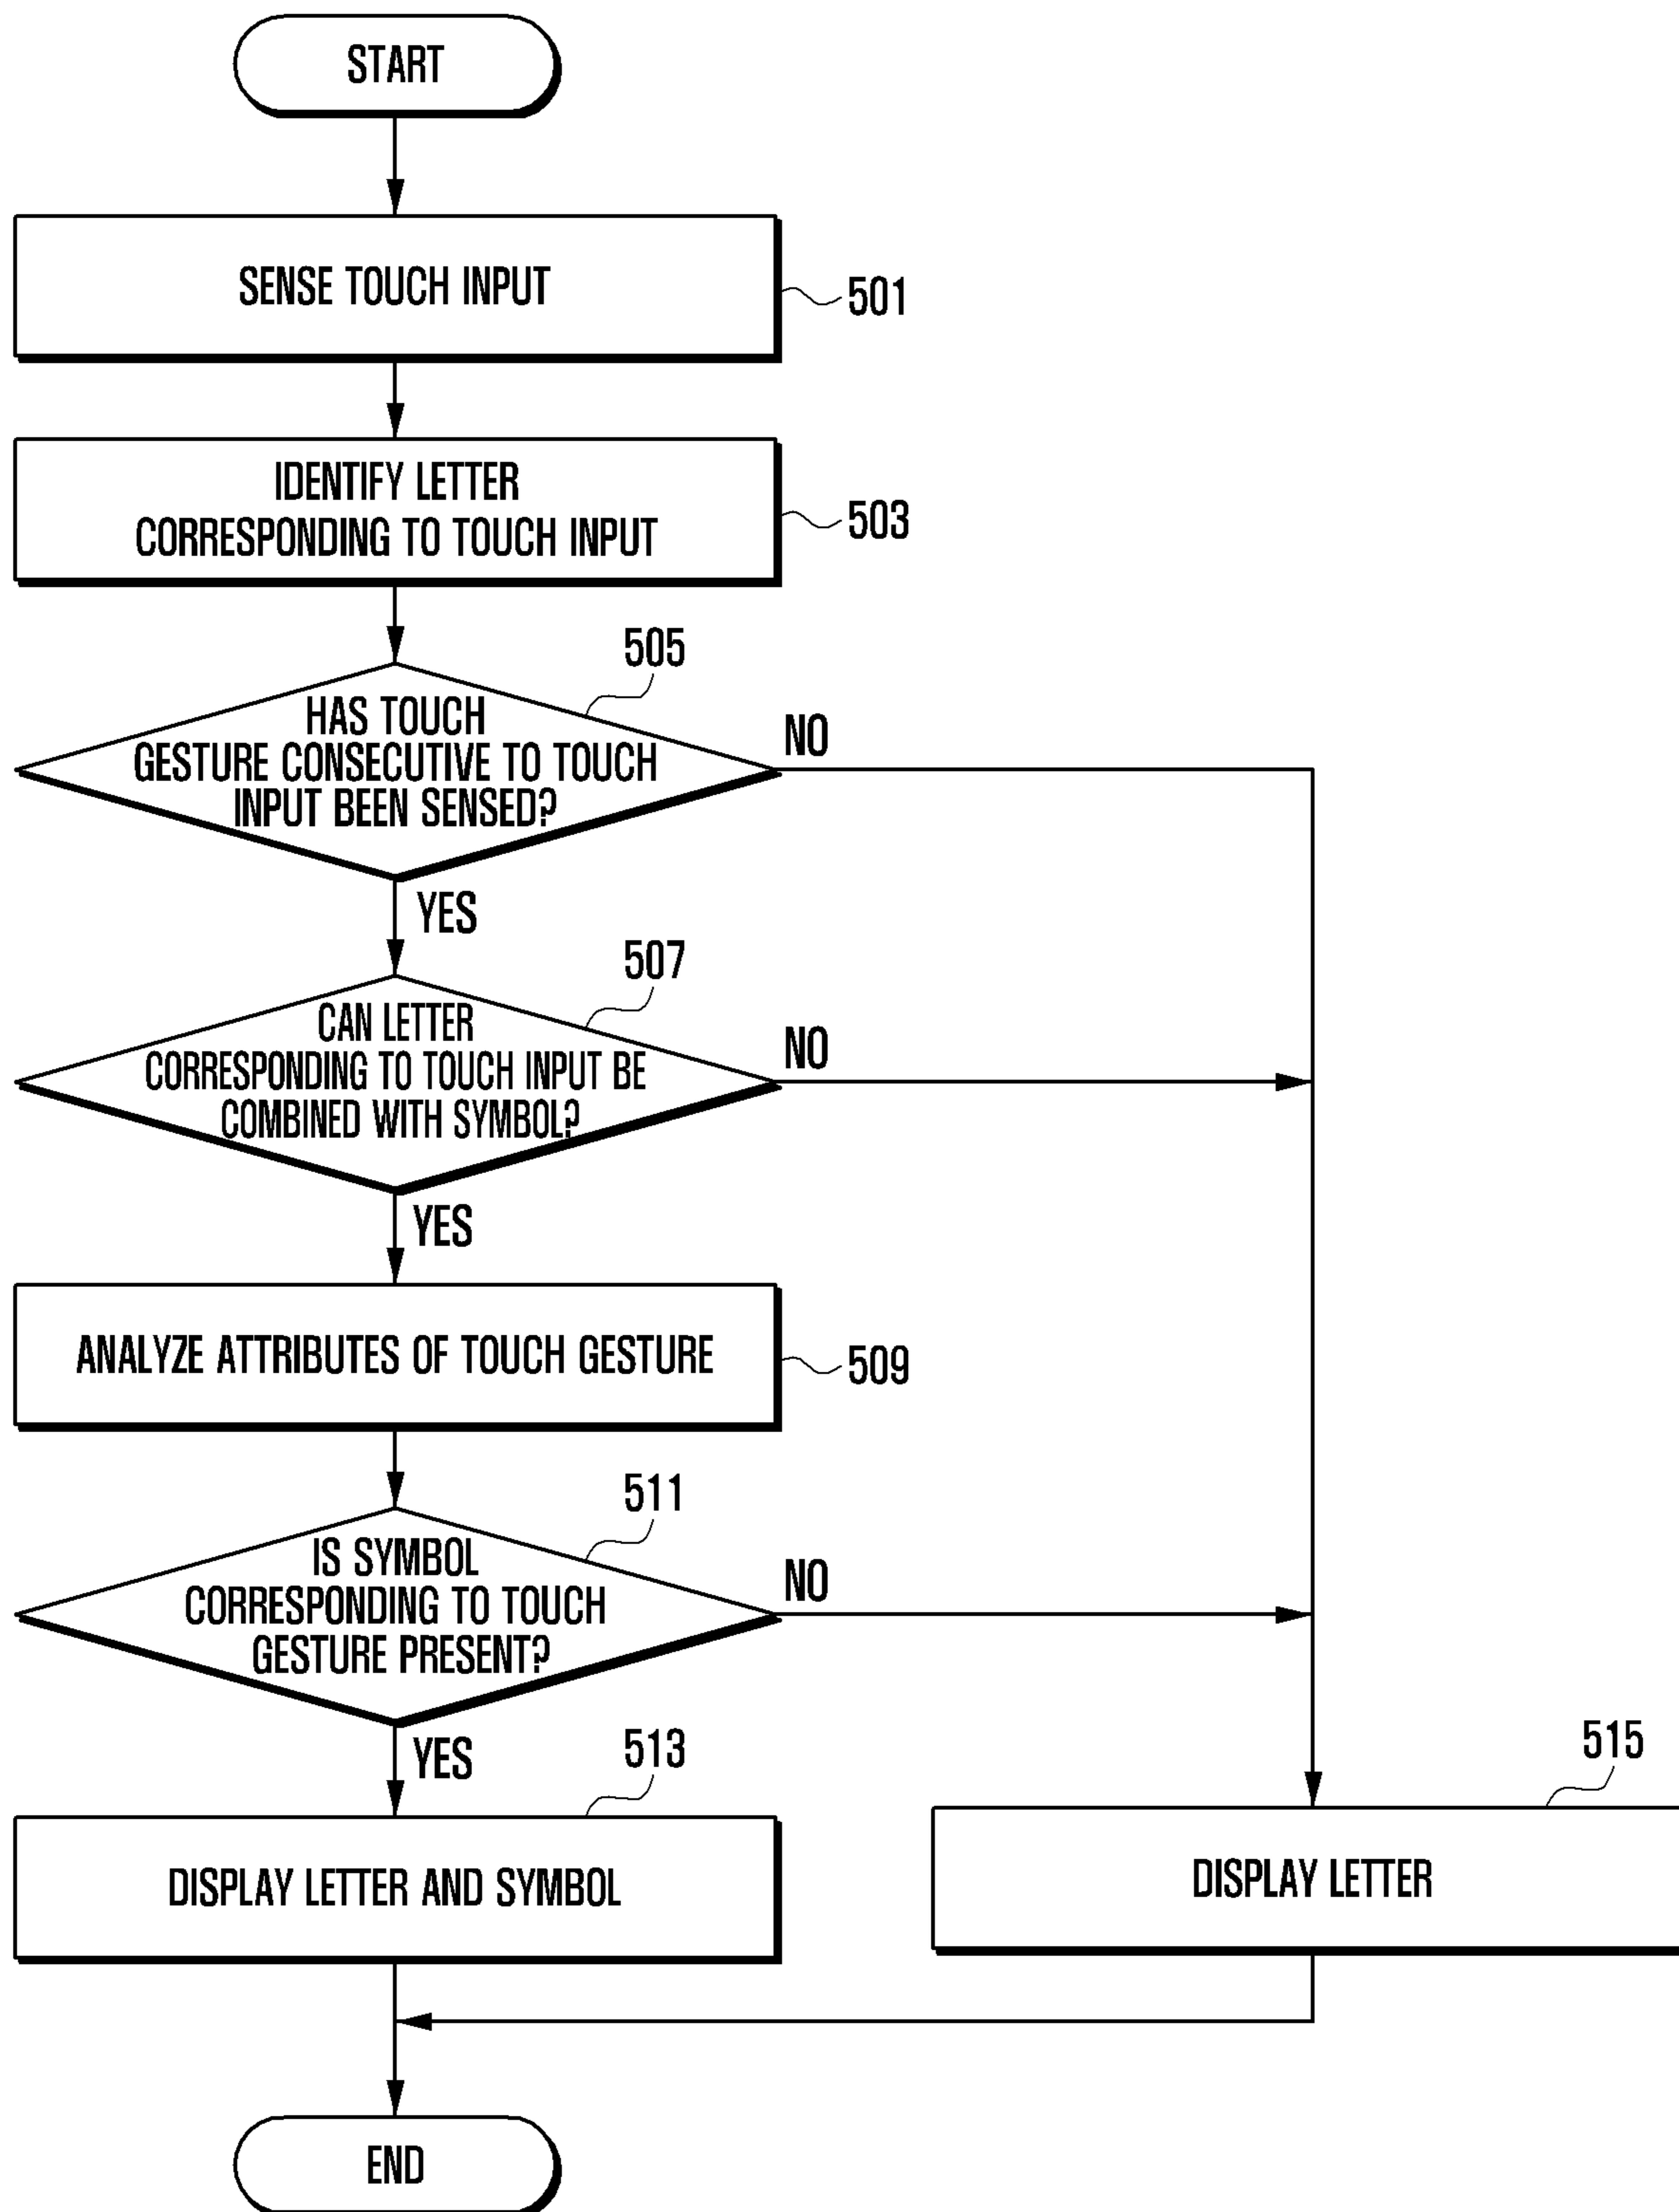 START
SENSE TOUCH INPUT
501
IDENTIFY LETTER
CORRESPONDING TO TOUCH INPUT
503
505
HAS TOUCH
GESTURE CONSECUTIVE TO TOUCH
INPUT BEEN SENSED?
NO
YES
507
CAN LETTER
CORRESPONDING TO TOUCH INPUT BE
COMBINED WITH SYMBOL?
NO
YES
ANALYZE ATTRIBUTES OF TOUCH GESTURE
509
511
IS SYMBOL
CORRESPONDING TO TOUCH
GESTURE PRESENT?
NO
YES
513
515
DISPLAY LETTER AND SYMBOL
DISPLAY LETTER
END